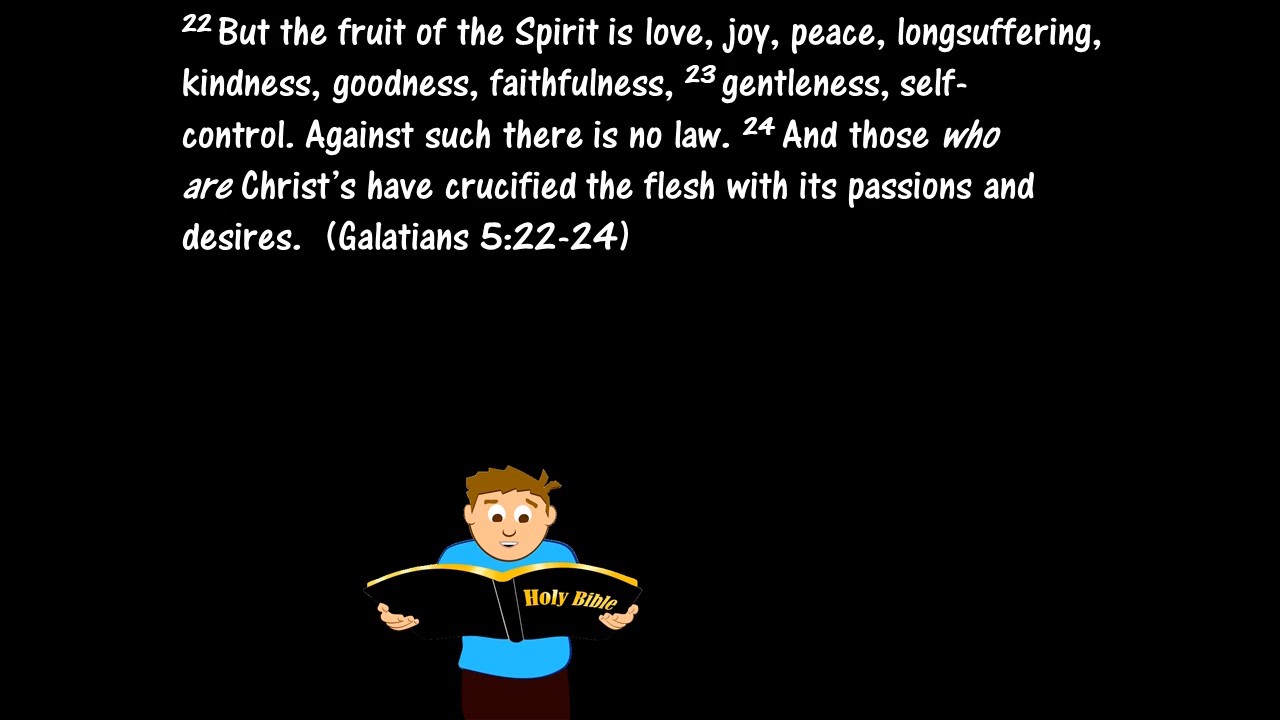 22 But the fruit of the Spirit is love, joy, peace, longsuffering,
kindness, goodness, faithfulness, 23 gentleness, self-
control. Against such there is no law. 24 And those who
are Christ’s have crucified the flesh with its passions and
desires. (Galatians 5:22-24)
Holy Bible